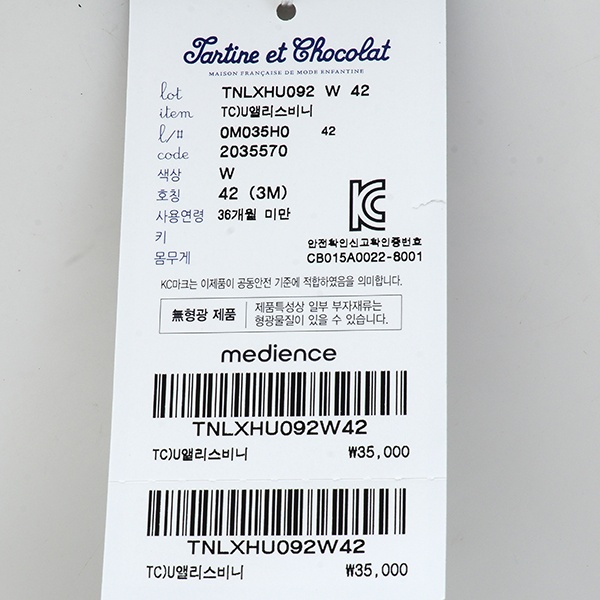 Tartine et Chocolat
MAISON FRANÇAISE DE MODE ENFANTINE
lot TNLXHU092 W 42
item TC)U앨리스비니
l/# 0M035H0 42
code 2035570
색상 W
호칭 42 (3M)
사용연령 36개월 미만
키
몸무게
안전확인신고확인증번호
CB015A0022-8001
KC마크는 이제품이 공동안전 기준에 적합하였음을 의미합니다.
無형광 제품 제품특성상 일부 부자재류는
형광물질이 있을 수 있습니다.
medience
TNLXHU092W42
TC)U앨리스비니 ₩35,000
TNLXHU092W42
TC)U앨리스비니 ₩35,000